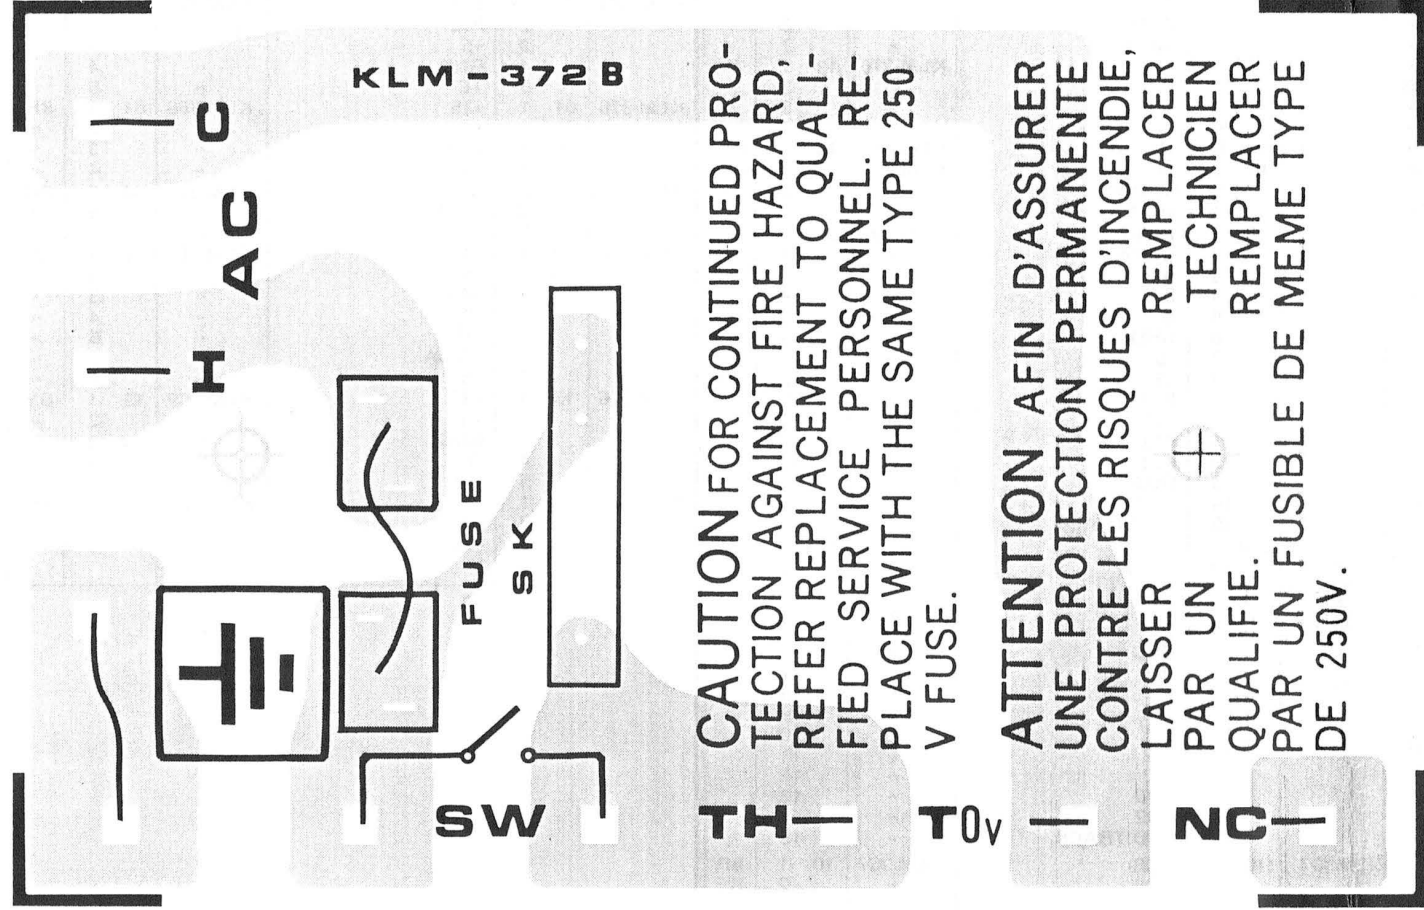 KLM-372B
C
AC
H
FUSE
SK
SW
CAUTION FOR CONTINUED PRO-
TECTION AGAINST FIRE HAZARD,
REFER REPLACEMENT TO QUALI-
FIED SERVICE PERSONNEL. RE-
PLACE WITH THE SAME TYPE 250
V FUSE.
ATTENTION AFIN D'ASSURER
UNE PROTECTION PERMANENTE
CONTRE LES RISQUES D'INCENDIE,
LAISSER REMPLACER
PAR UN TECHNICIEN
QUALIFIE. REMPLACER
PAR UN FUSIBLE DE MEME TYPE
DE 250V.
TH
T0v
NC